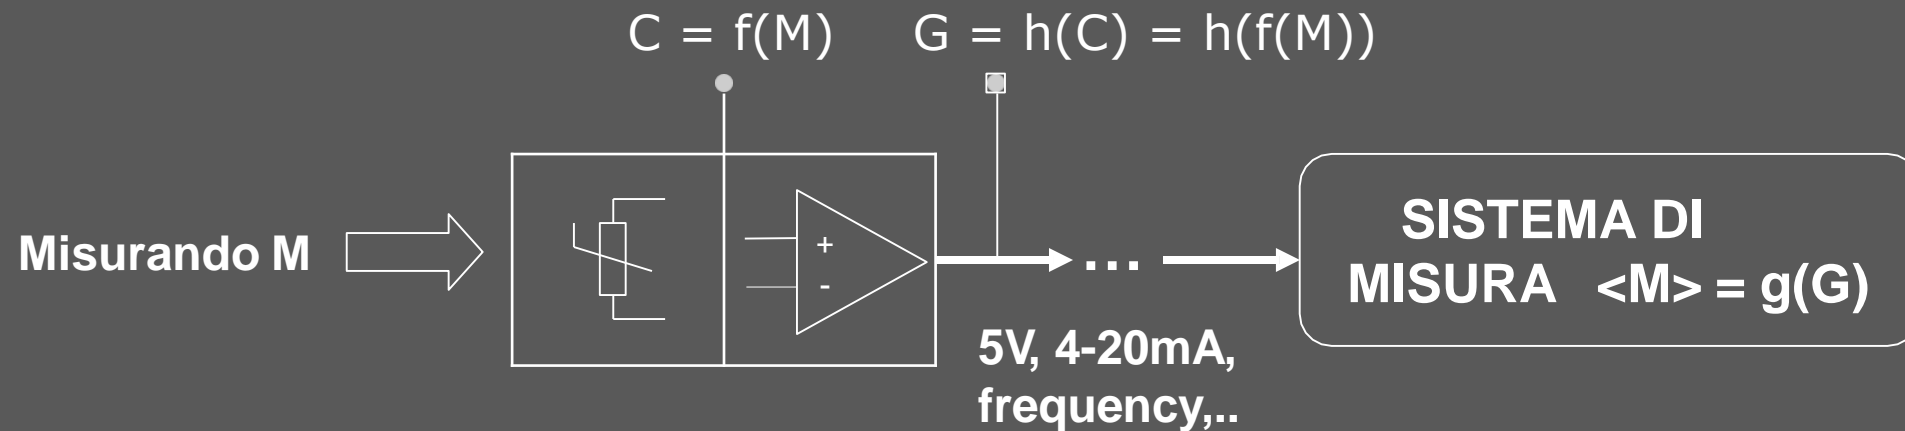 C = f(M) G = h(C) = h(f(M))
Misurando M
+
-
...
5V, 4-20mA,
frequency,..
SISTEMA DI
MISURA <M> = g(G)